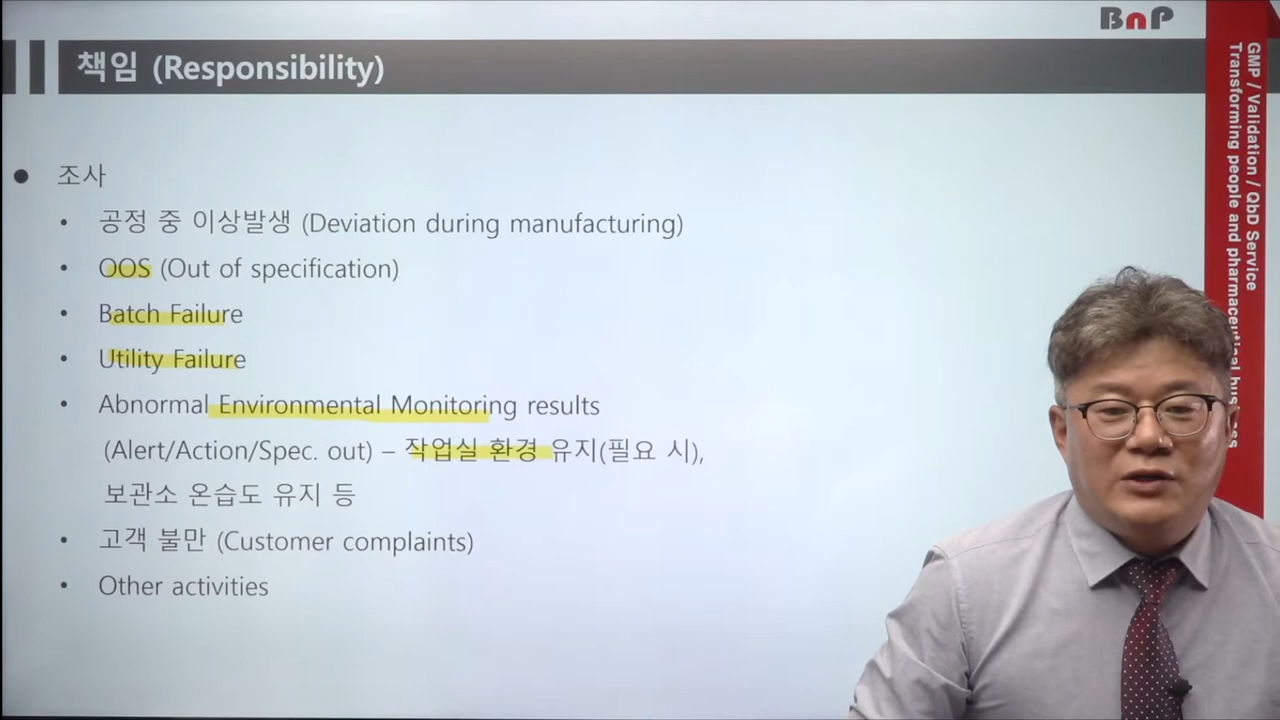 BnP
책임 (Responsibility)
GMP / Validation / QbD Service
Transforming people and pharmaceutical business
● 조사
• 공정 중 이상발생 (Deviation during manufacturing)
• OOS (Out of specification)
• Batch Failure
• Utility Failure
• Abnormal Environmental Monitoring results
(Alert/Action/Spec. out) – 작업실 환경 유지(필요 시),
보관소 온습도 유지 등
• 고객 불만 (Customer complaints)
• Other activities